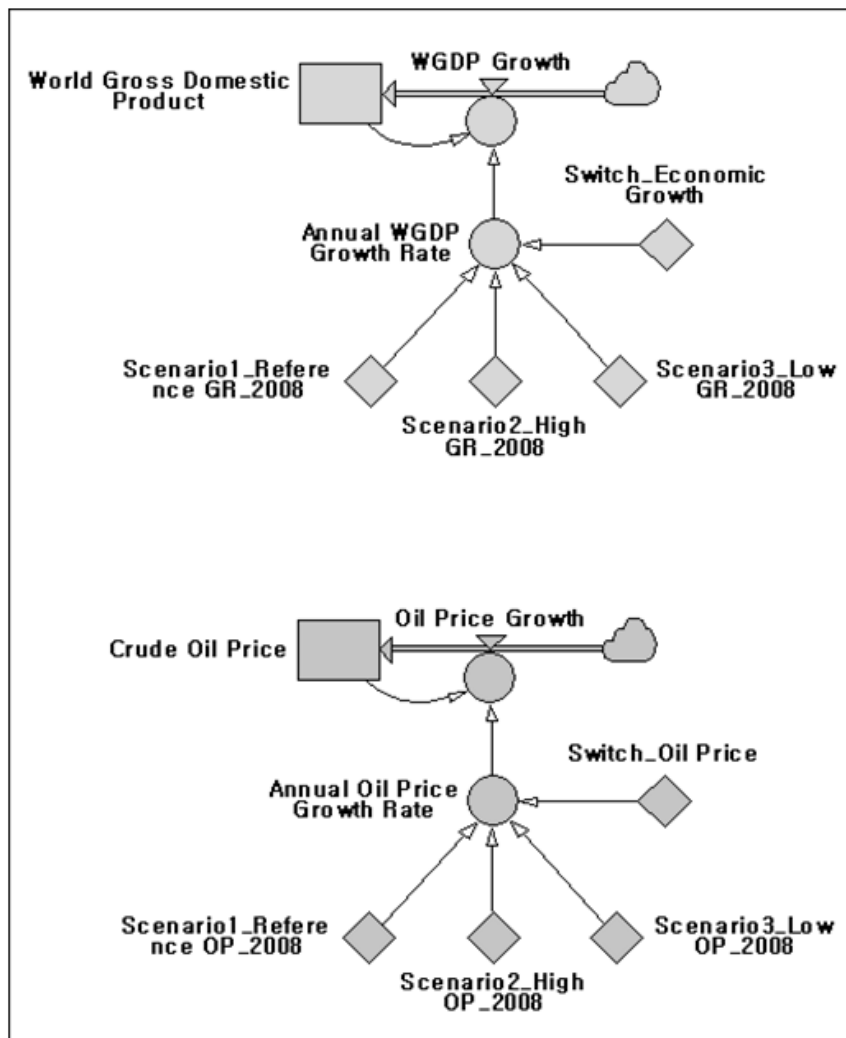 WGDP Growth
World Gross Domestic
Product
Switch_Economic
Growth
Annual WGDP
Growth Rate
Scenario1_Refere
nce GR_2008
Scenario2_High
GR_2008
Scenario3_Low
GR_2008
Oil Price Growth
Crude Oil Price
Switch_Oil Price
Annual Oil Price
Growth Rate
Scenario1_Refere
nce OP_2008
Scenario2_High
OP_2008
Scenario3_Low
OP_2008